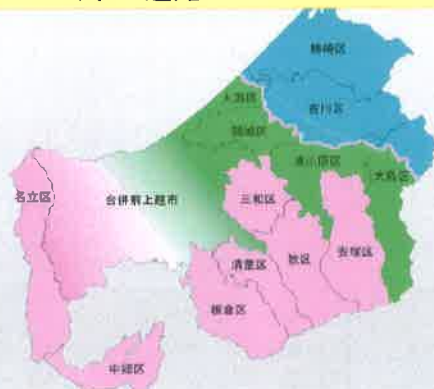 柿崎区
吉川区
大潟区
頸城区
浦川原区
大島区
名立区
合併前上越市
三和区
清里区
牧区
安塚区
板倉区
中郷区